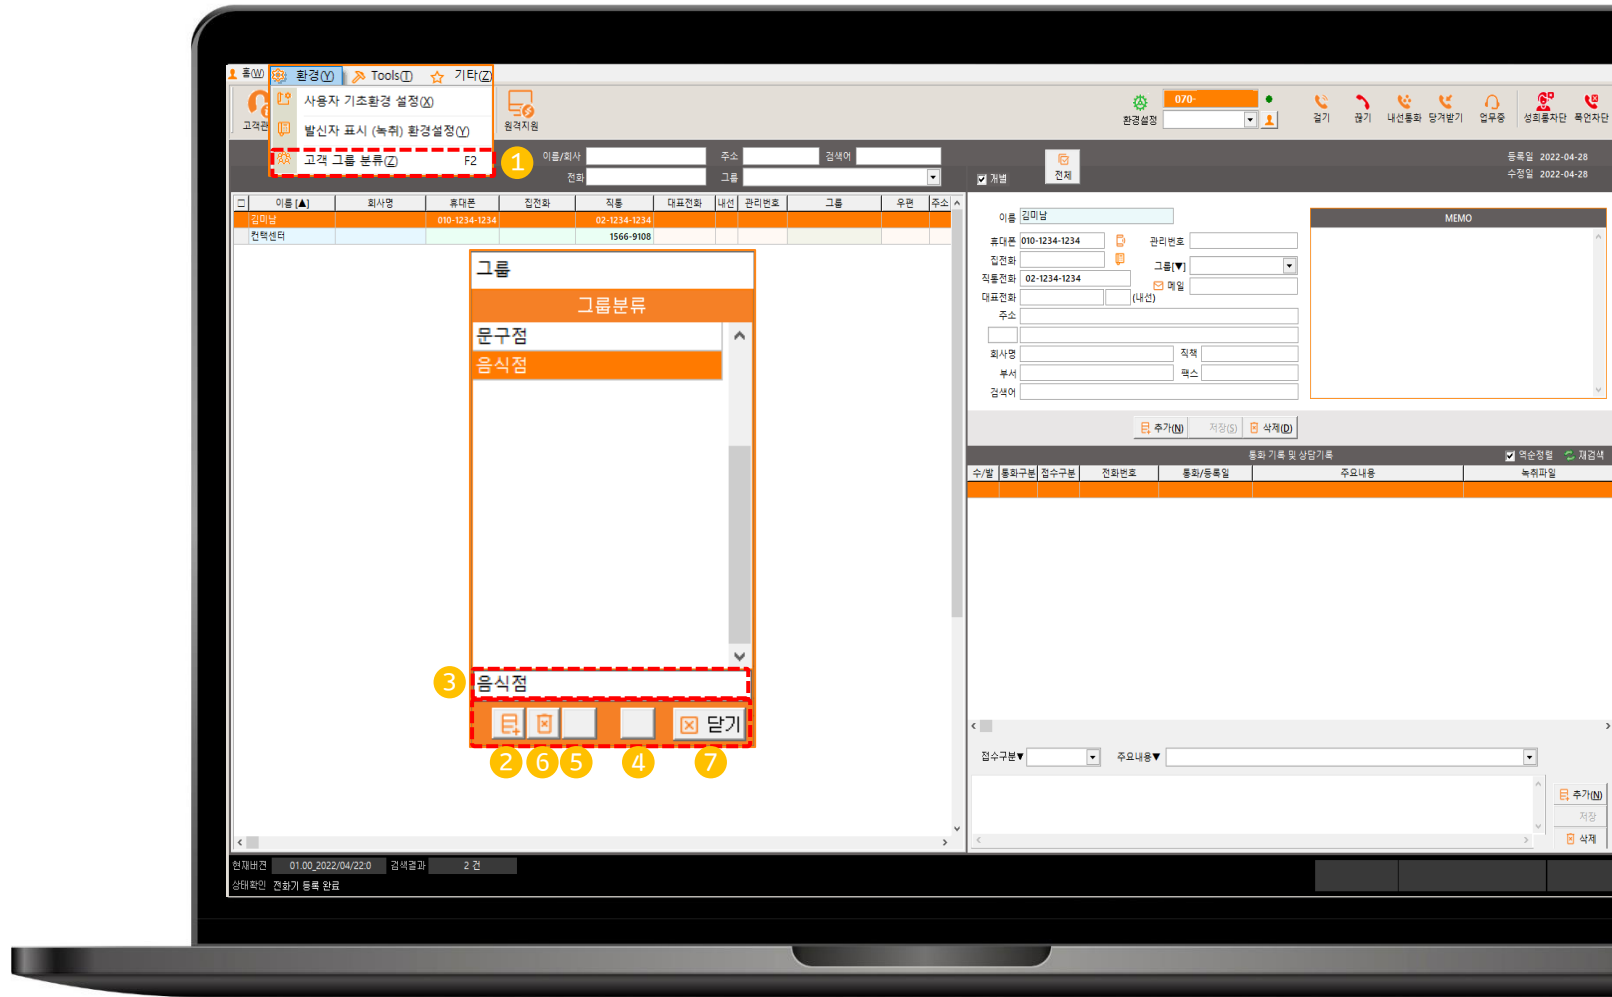 홈(W) 환경(Y) Tools(T) 기타(Z)
사용자 기초환경 설정(X)
발신자 표시 (녹취) 환경설정(Y)
고객 그룹 분류(Z) F2
1
고객관
원격지원
환경설정
070-
걸기 끊기 내선통화 당겨받기 업무중 성희롱차단 폭언차단
이름/회사 주소 검색어
전화 그룹
개별 전체
등록일 2022-04-28
수정일 2022-04-28
이름 [▲] 회사명 휴대폰 집전화 직통 대표전화 내선 관리번호 그룹 우편 주소
김미남 010-1234-1234 02-1234-1234
컨택센터 1566-9108
그룹
그룹분류
문구점
음식점
3
음식점
닫기
2 6 5 4 7
이름 김미남
휴대폰 010-1234-1234 관리번호
집전화 그룹[▼]
직통전화 02-1234-1234 메일
대표전화 (내선)
주소
회사명 직책
부서 팩스
검색어
MEMO
추가(N) 저장(S) 삭제(D)
통화 기록 및 상담기록 역순정렬 재검색
수/발 통화구분 접수구분 전화번호 통화/등록일 주요내용 녹취파일
접수구분▼ 주요내용▼
추가(N)
저장
삭제
현재버젼 01.00_2022/04/22:0 검색결과 2 건
상태확인 전화기 등록 완료